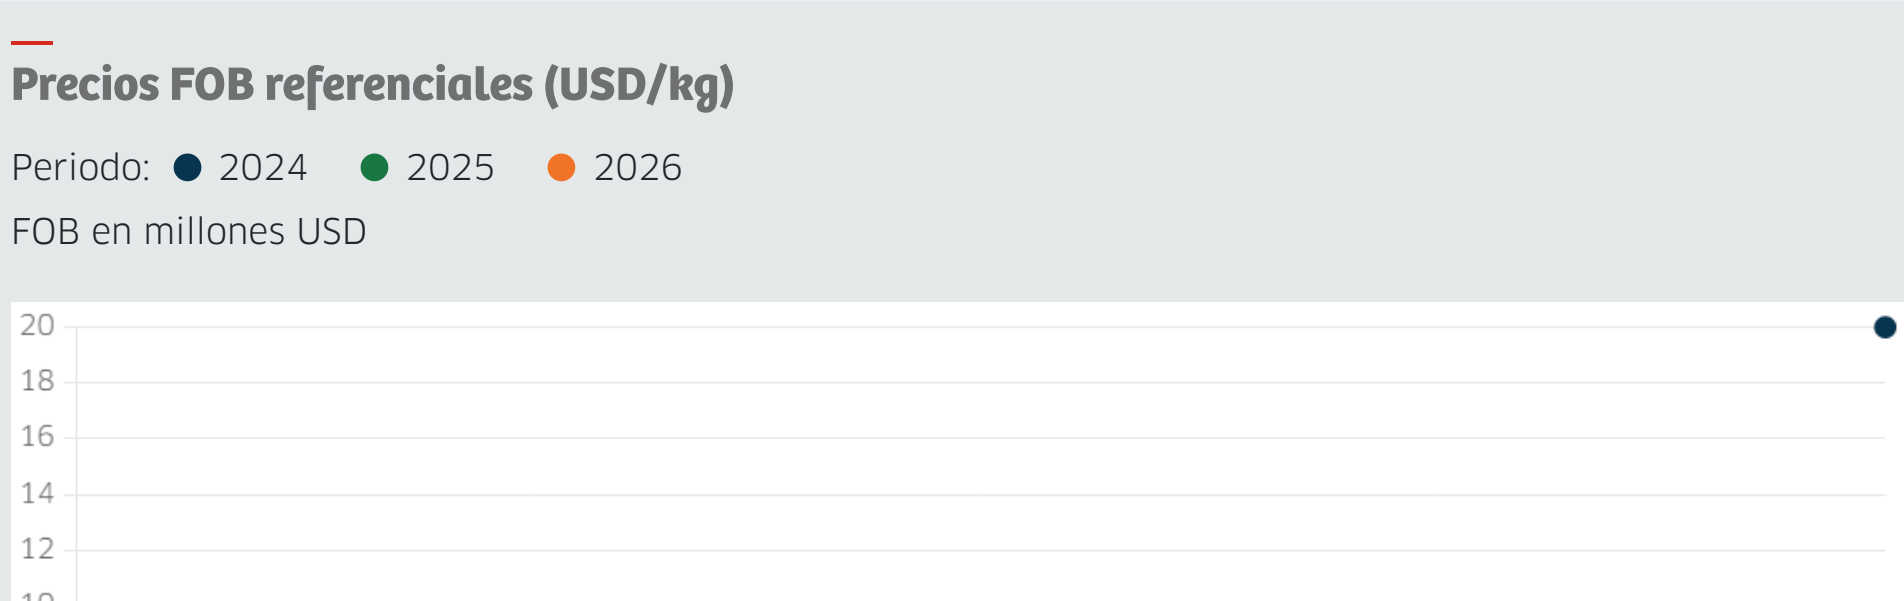 Precios FOB referenciales (USD/kg)
Periodo: 2024 2025 2026
FOB en millones USD
20
18
16
14
12